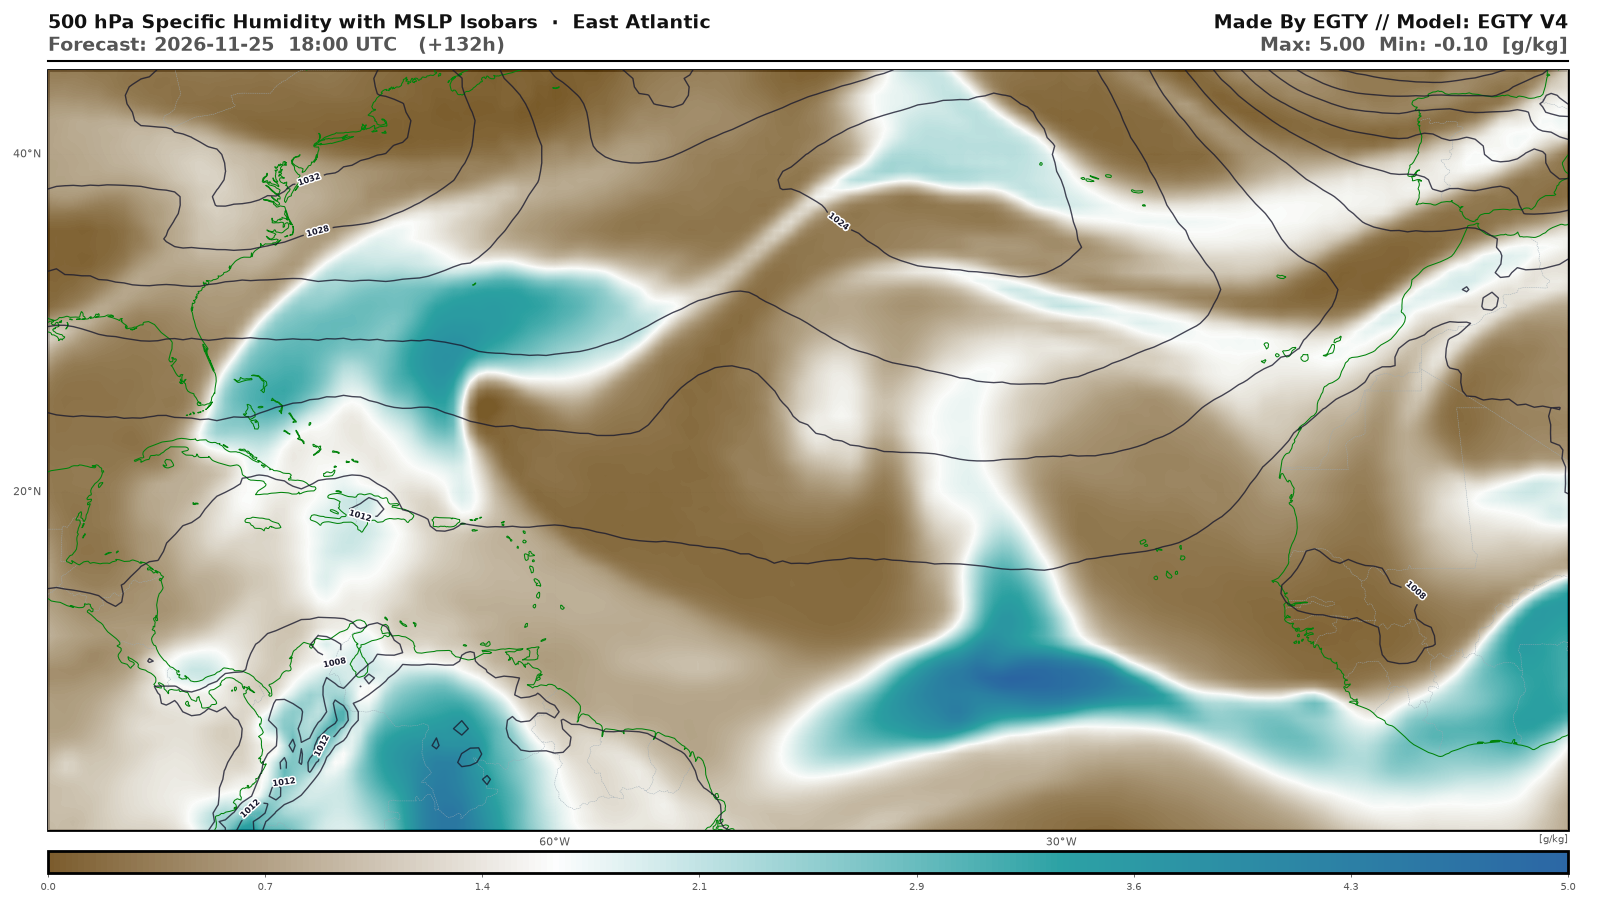 500 hPa Specific Humidity with MSLP Isobars · East Atlantic
Made By EGTY // Model: EGTY V4
Forecast: 2026-11-25 18:00 UTC (+132h)
Max: 5.00 Min: -0.10 [g/kg]
40°N
1032
1024
1028
20°N
1012
1008
1008
1012
1012
1012
60°W
30°W
[g/kg]
0.0
0.7
1.4
2.1
2.9
3.6
4.3
5.0